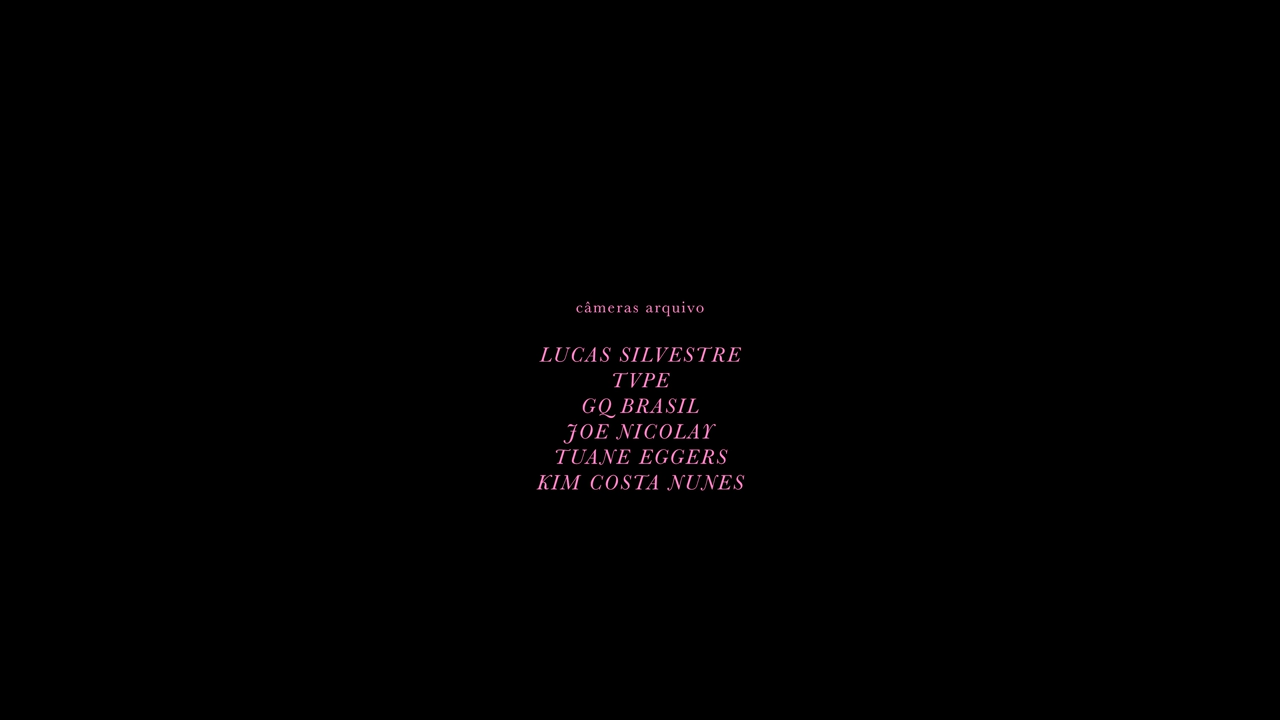 câmeras arquivo
LUCAS SILVESTRE
TVPE
GQ BRASIL
JOE NICOLAY
TUANE EGGERS
KIM COSTA NUNES